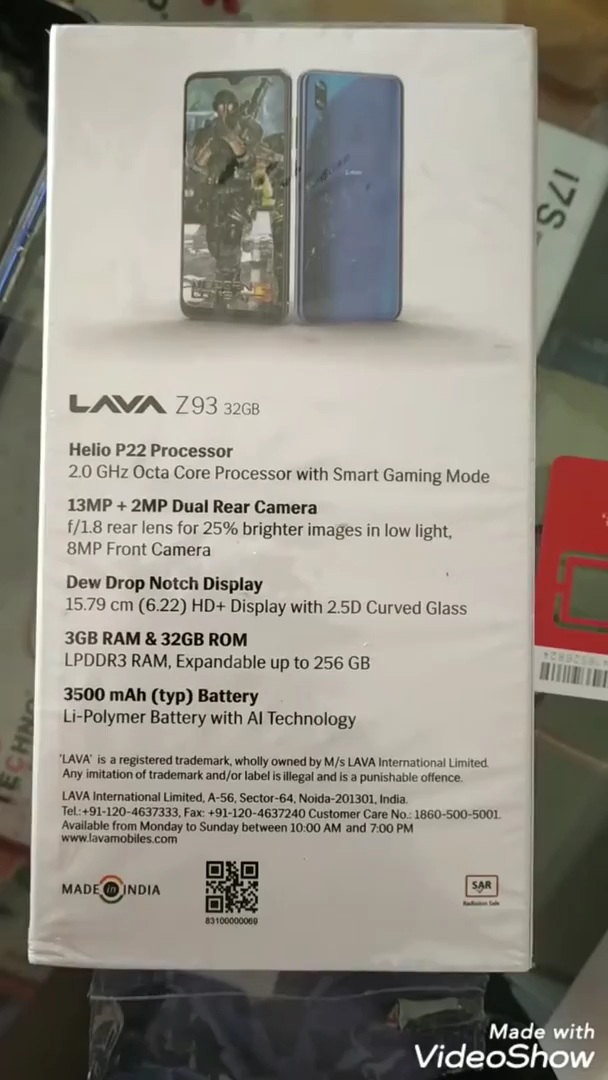 LAVA
LAVA Z93 32GB
Helio P22 Processor
2.0 GHz Octa Core Processor with Smart Gaming Mode
13MP + 2MP Dual Rear Camera
f/1.8 rear lens for 25% brighter images in low light,
8MP Front Camera
Dew Drop Notch Display
15.79 cm (6.22) HD+ Display with 2.5D Curved Glass
3GB RAM & 32GB ROM
LPDDR3 RAM, Expandable up to 256 GB
3500 mAh (typ) Battery
Li-Polymer Battery with AI Technology
'LAVA' is a registered trademark, wholly owned by M/s LAVA International Limited.
Any imitation of trademark and/or label is illegal and is a punishable offence.
LAVA International Limited, A-56, Sector-64, Noida-201301, India.
Tel.:+91-120-4637333, Fax: +91-120-4637240 Customer Care No.: 1860-500-5001.
Available from Monday to Sunday between 10:00 AM and 7:00 PM
www.lavamobiles.com
MADE in INDIA
83100000069
SAR
Radiation Safe
I7S
Made with
VideoShow